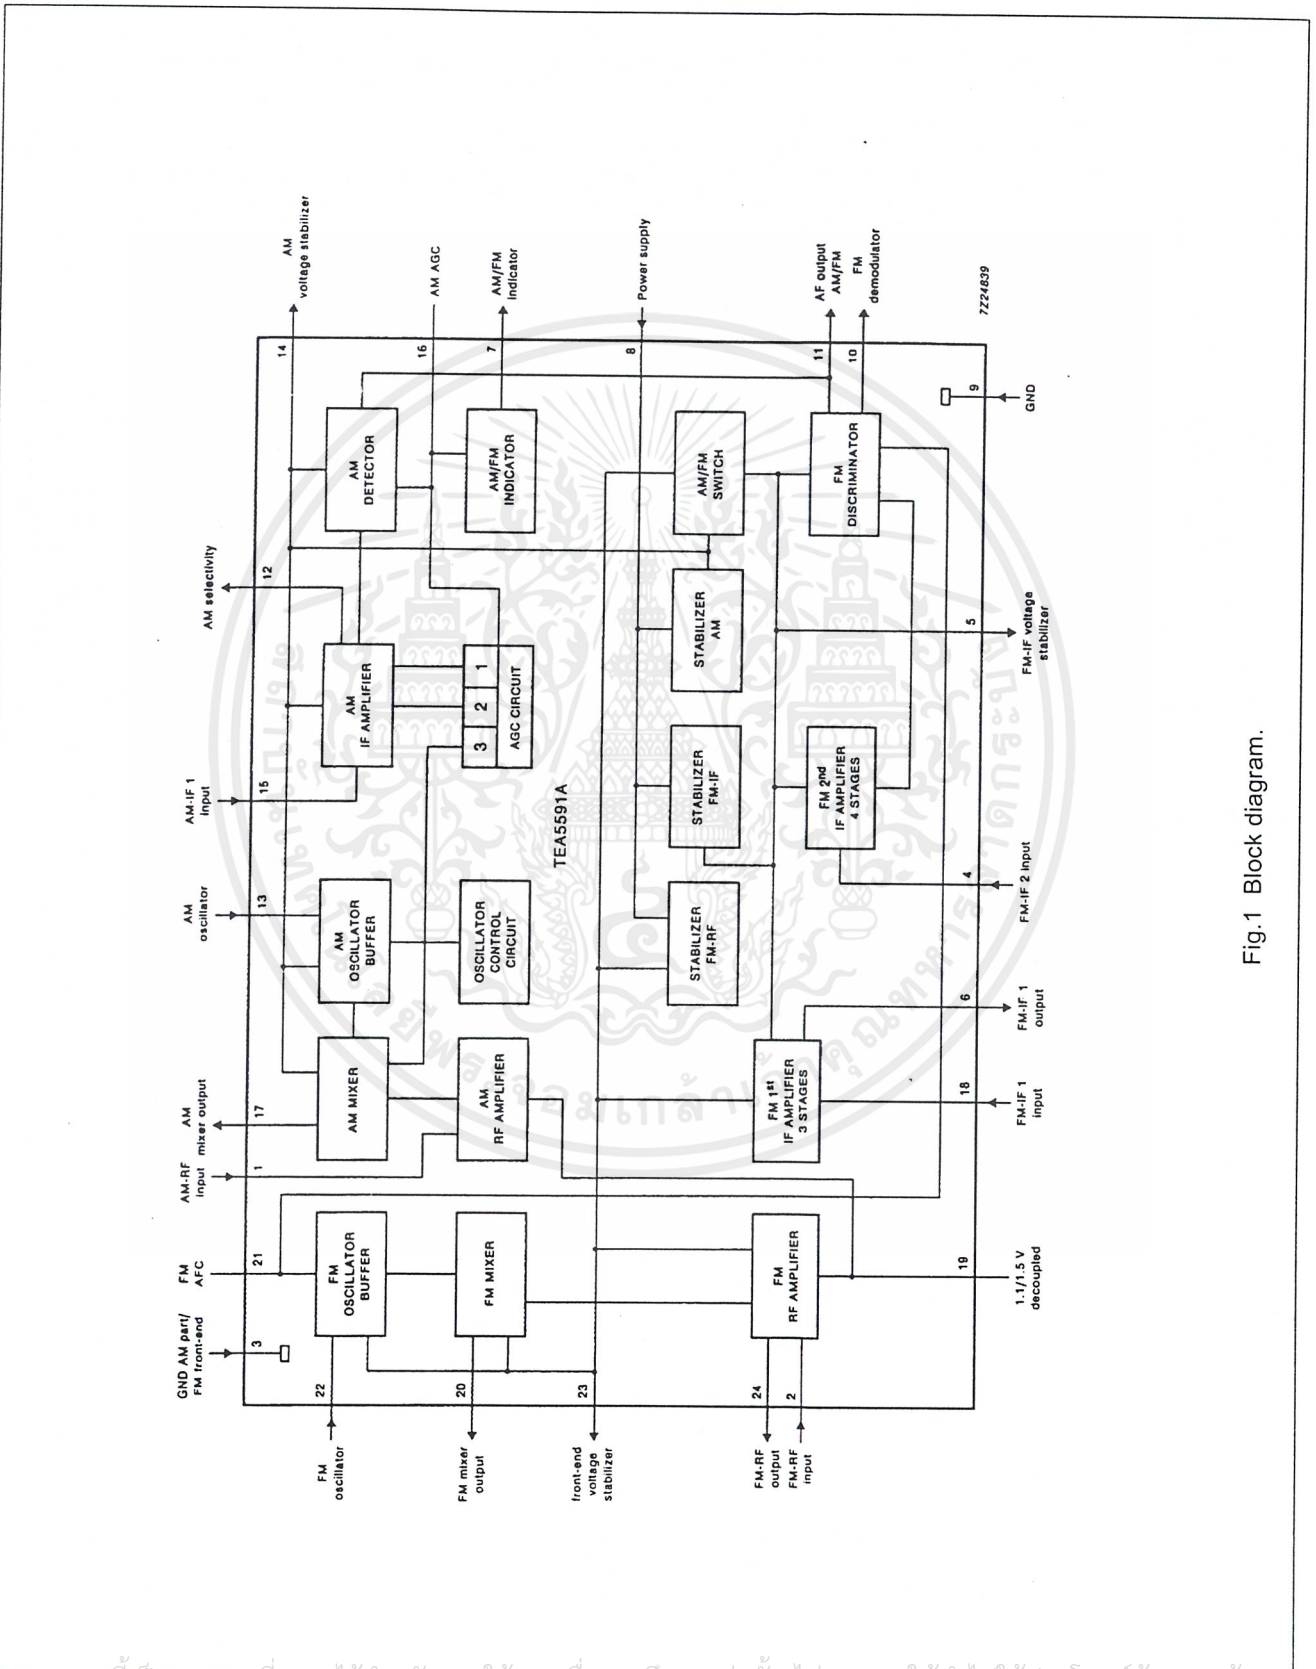 GND AM part/
FM front-end
3
FM
AFC
21
AM-RF
input
1
AM
mixer output
17
AM
oscillator
13
AM-IF 1
input
15
AM selectivity
12
14
AM
voltage stabilizer
16
AM AGC
7
AM/FM
indicator
8
Power supply
11
AF output
AM/FM
10
FM
demodulator
FM
oscillator
22
FM mixer
output
20
front-end
voltage
stabilizer
23
FM-RF
output
24
FM-RF
input
2
FM
OSCILLATOR
BUFFER
AM MIXER
AM
OSCILLATOR
BUFFER
AM
IF AMPLIFIER
AM
DETECTOR
FM MIXER
AM
RF AMPLIFIER
OSCILLATOR
CONTROL
CIRCUIT
3 2 1
AGC CIRCUIT
AM/FM
INDICATOR
TEA5591A
STABILIZER
FM-RF
STABILIZER
FM-IF
STABILIZER
AM
AM/FM
SWITCH
FM
RF AMPLIFIER
FM 1st
IF AMPLIFIER
3 STAGES
FM 2nd
IF AMPLIFIER
4 STAGES
FM
DISCRIMINATOR
19
1.1/1.5 V
decoupled
18
FM-IF 1
input
6
FM-IF 1
output
4
FM-IF 2 input
5
FM-IF voltage
stabilizer
9
GND
7Z24839
Fig.1 Block diagram.